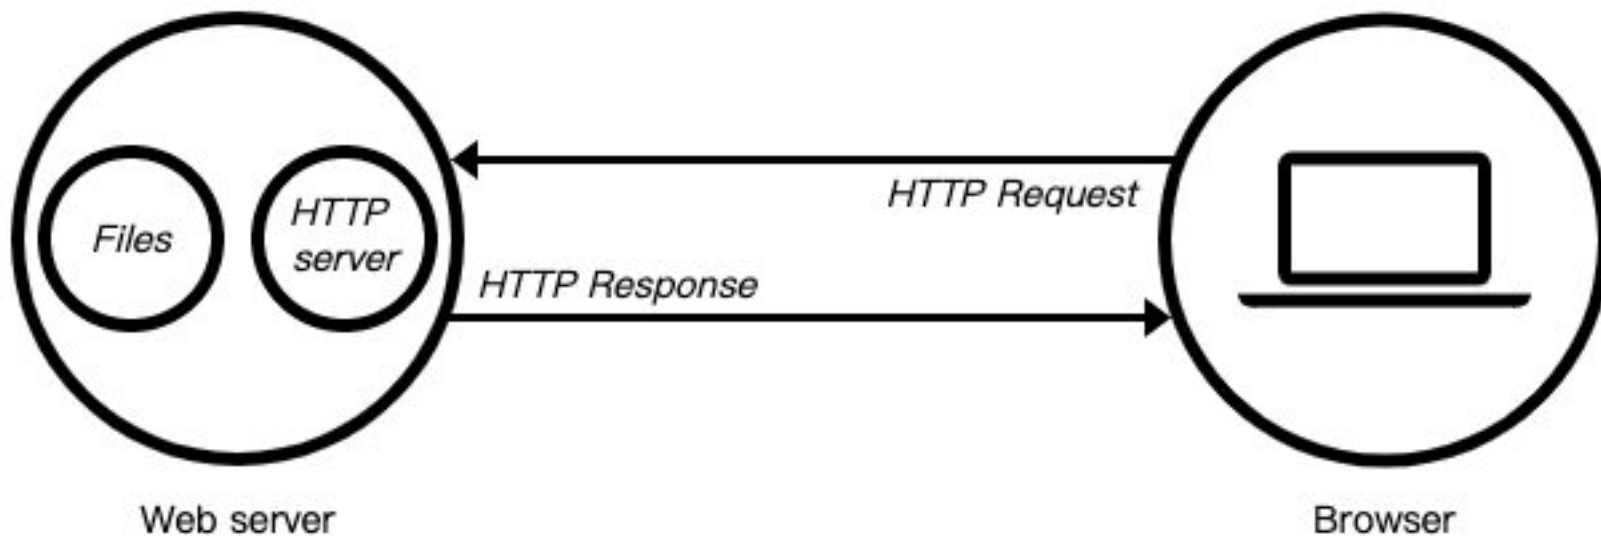 Files
HTTP
server
HTTP Request
HTTP Response
Web server
Browser